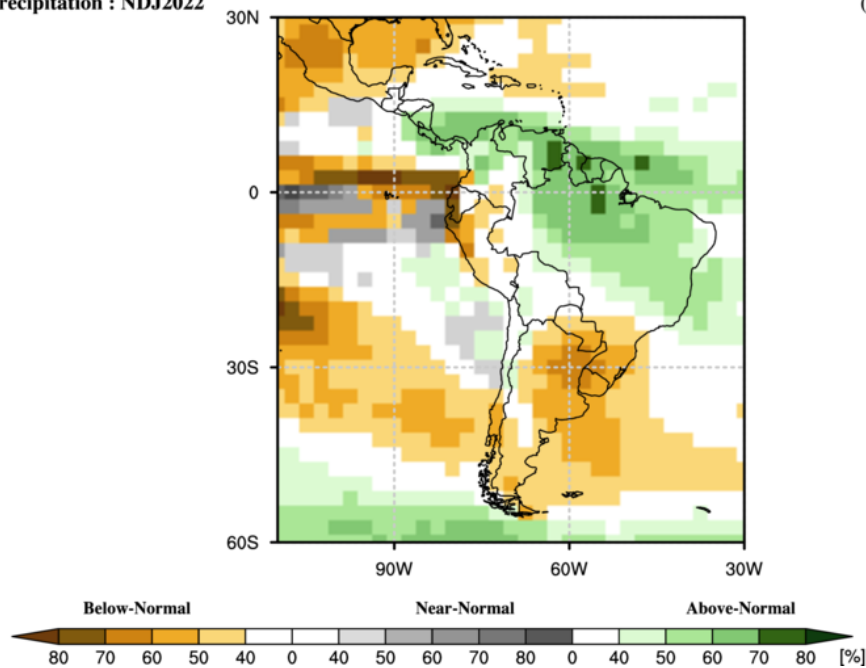 recipitation : NDJ2022 (
30N
0
30S
60S
90W 60W 30W
Below-Normal Near-Normal Above-Normal
80 70 60 50 40 0 40 50 60 70 80 0 40 50 60 70 80 [%]